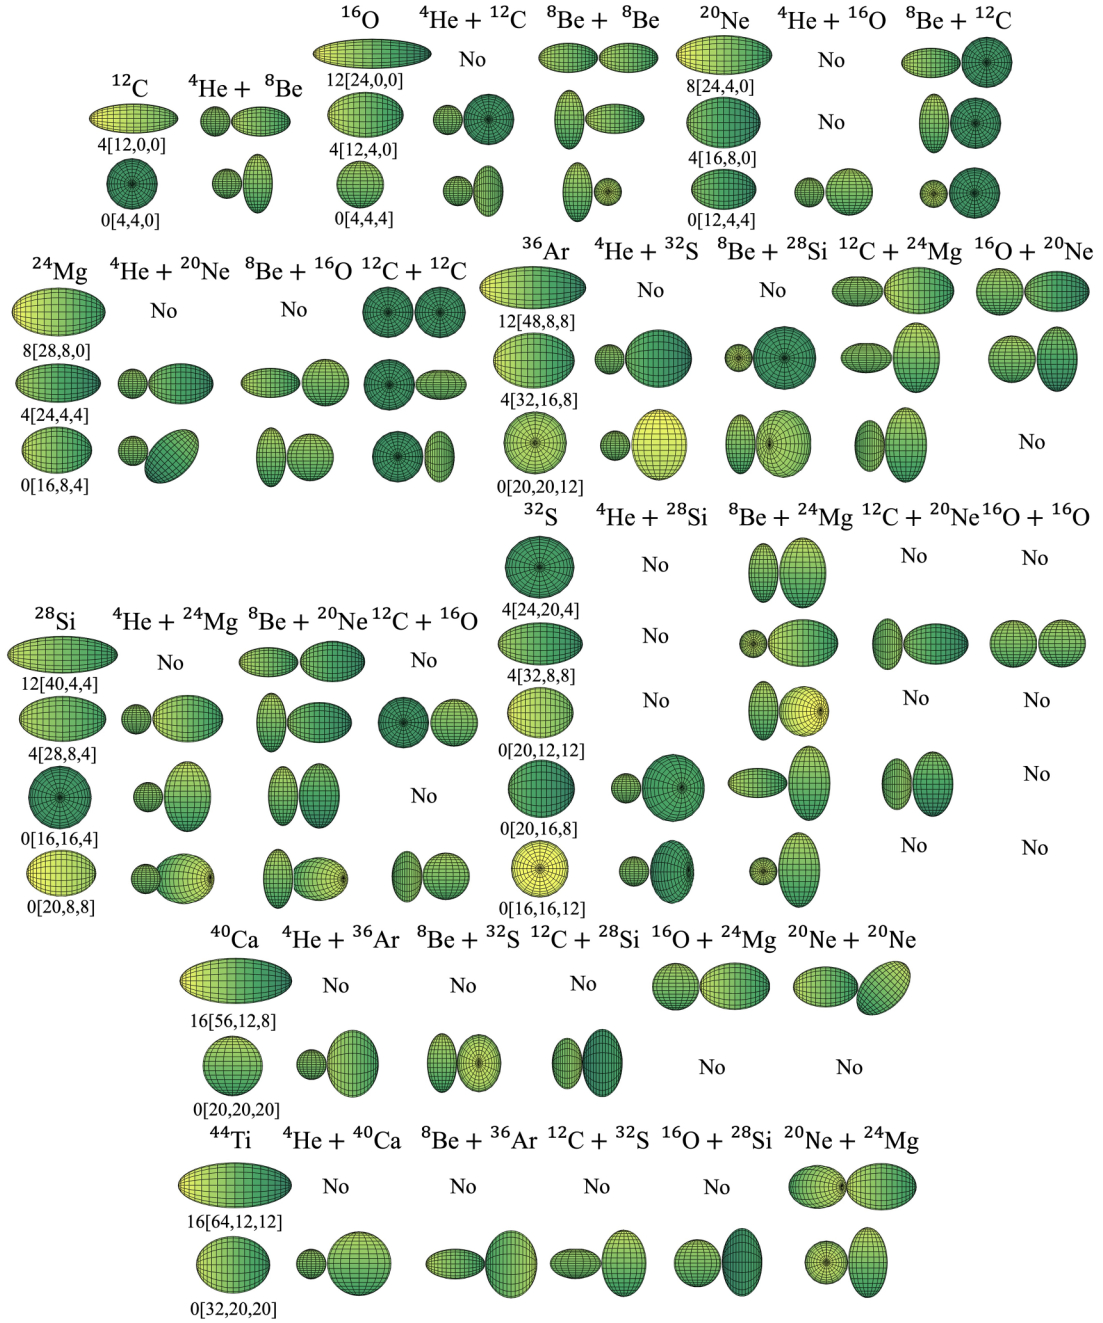 ¹⁶O ⁴He + ¹²C ⁸Be + ⁸Be ²⁰Ne ⁴He + ¹⁶O ⁸Be + ¹²C
12[24,0,0] No 8[24,4,0] No
¹²C ⁴He + ⁸Be
4[12,0,0] 4[12,4,0] 4[16,8,0] No
0[4,4,0] 0[4,4,4] 0[12,4,4]
²⁴Mg ⁴He + ²⁰Ne ⁸Be + ¹⁶O ¹²C + ¹²C
No No
8[28,8,0]
4[24,4,4]
0[16,8,4]
³⁶Ar ⁴He + ³²S ⁸Be + ²⁸Si ¹²C + ²⁴Mg ¹⁶O + ²⁰Ne
No No
12[48,8,8]
4[32,16,8]
No
0[20,20,12]
²⁸Si ⁴He + ²⁴Mg ⁸Be + ²⁰Ne ¹²C + ¹⁶O
No No
12[40,4,4]
4[28,8,4]
No
0[16,16,4]
0[20,8,8]
³²S ⁴He + ²⁸Si ⁸Be + ²⁴Mg ¹²C + ²⁰Ne ¹⁶O + ¹⁶O
No No No
4[24,20,4]
No
4[32,8,8]
No No No
0[20,12,12]
No
0[20,16,8]
No No
0[16,16,12]
⁴⁰Ca ⁴He + ³⁶Ar ⁸Be + ³²S ¹²C + ²⁸Si ¹⁶O + ²⁴Mg ²⁰Ne + ²⁰Ne
No No No
16[56,12,8]
No No
0[20,20,20]
⁴⁴Ti ⁴He + ⁴⁰Ca ⁸Be + ³⁶Ar ¹²C + ³²S ¹⁶O + ²⁸Si ²⁰Ne + ²⁴Mg
No No No No
16[64,12,12]
0[32,20,20]